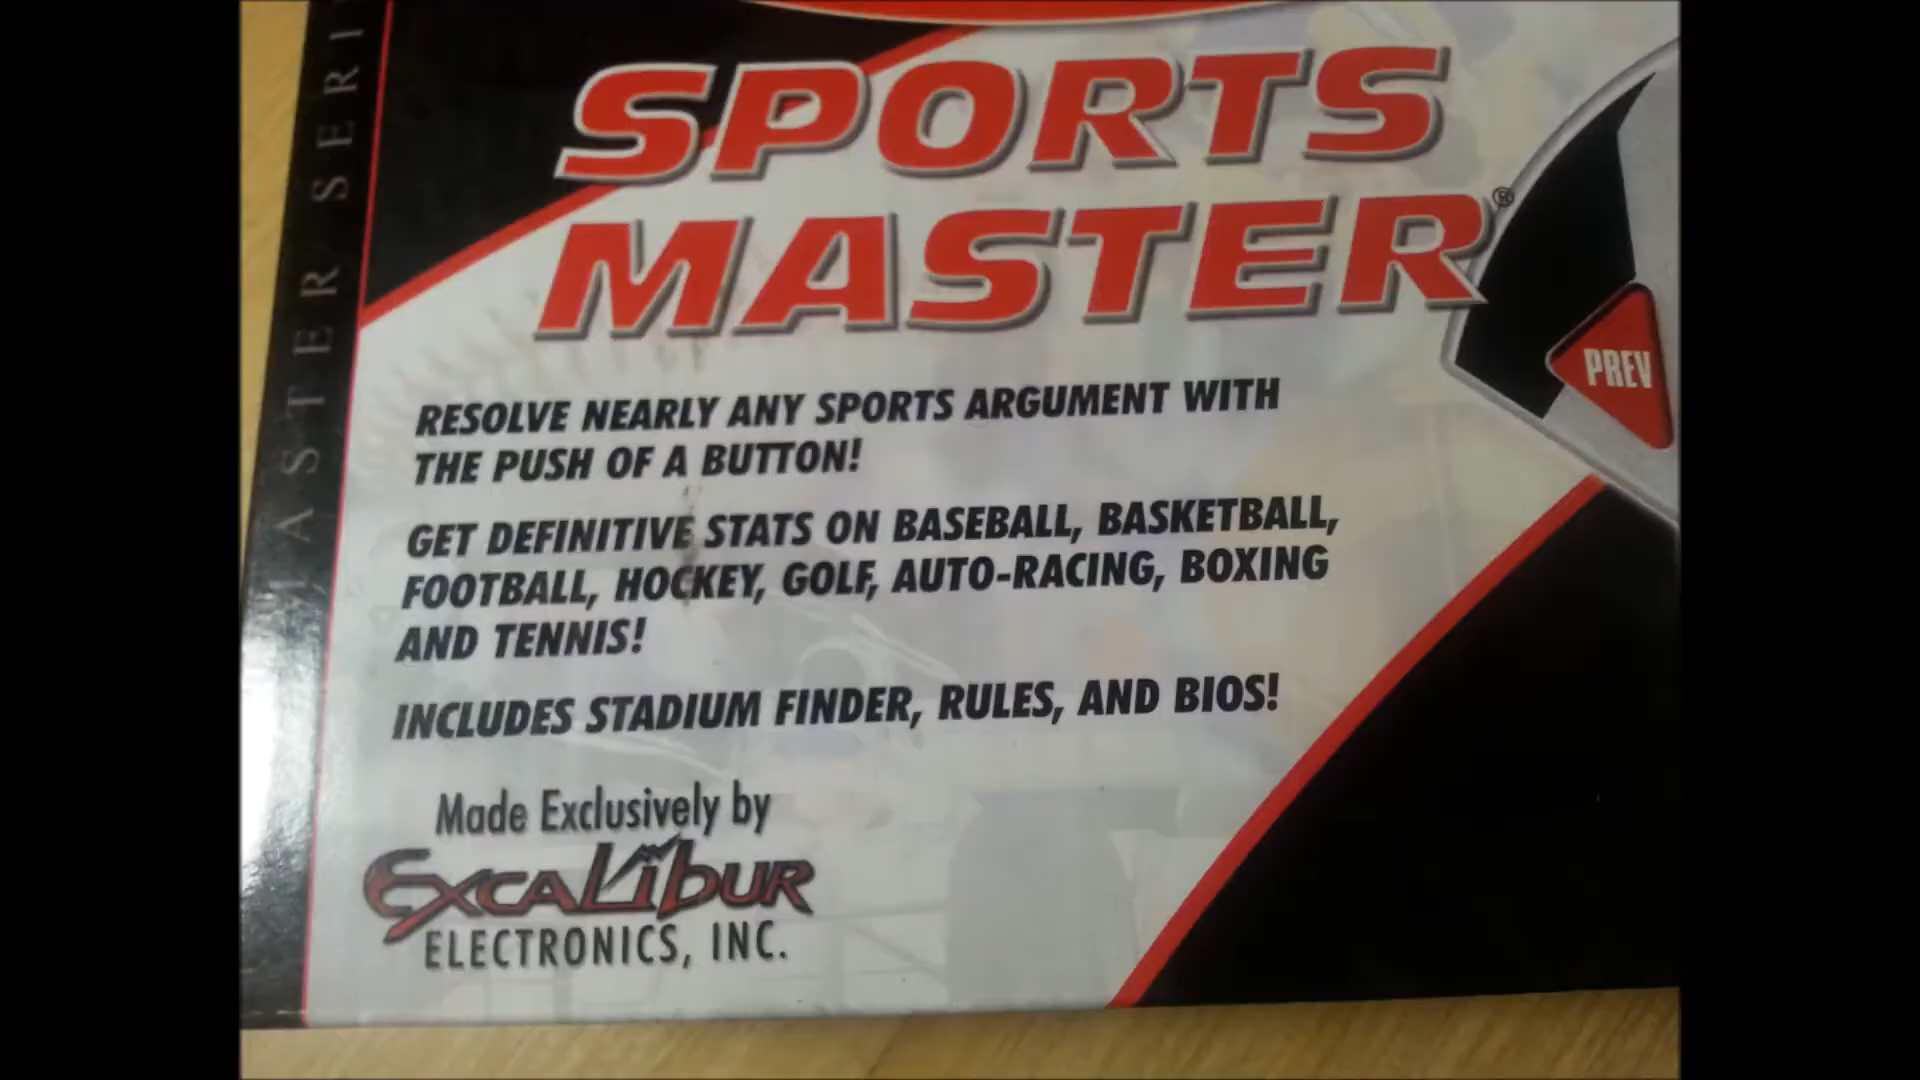 SPORTS
MASTER®
PREV
RESOLVE NEARLY ANY SPORTS ARGUMENT WITH
THE PUSH OF A BUTTON!
GET DEFINITIVE STATS ON BASEBALL, BASKETBALL,
FOOTBALL, HOCKEY, GOLF, AUTO-RACING, BOXING
AND TENNIS!
INCLUDES STADIUM FINDER, RULES, AND BIOS!
Made Exclusively by
EXCALIBUR
ELECTRONICS, INC.
ASTER SERI